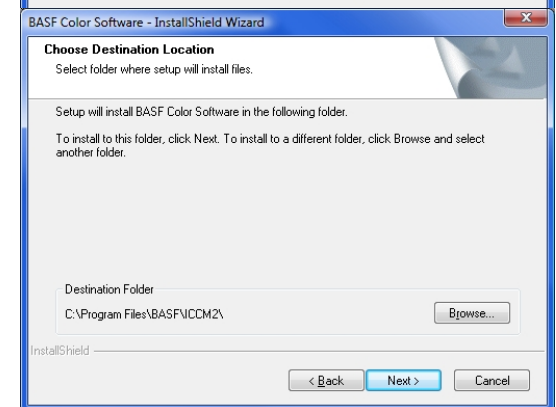 BASF Color Software - InstallShield Wizard
Choose Destination Location
Select folder where setup will install files.
Setup will install BASF Color Software in the following folder.
To install to this folder, click Next. To install to a different folder, click Browse and select
another folder.
Destination Folder
C:\Program Files\BASF\ICCM2\
Browse...
InstallShield
< Back
Next >
Cancel